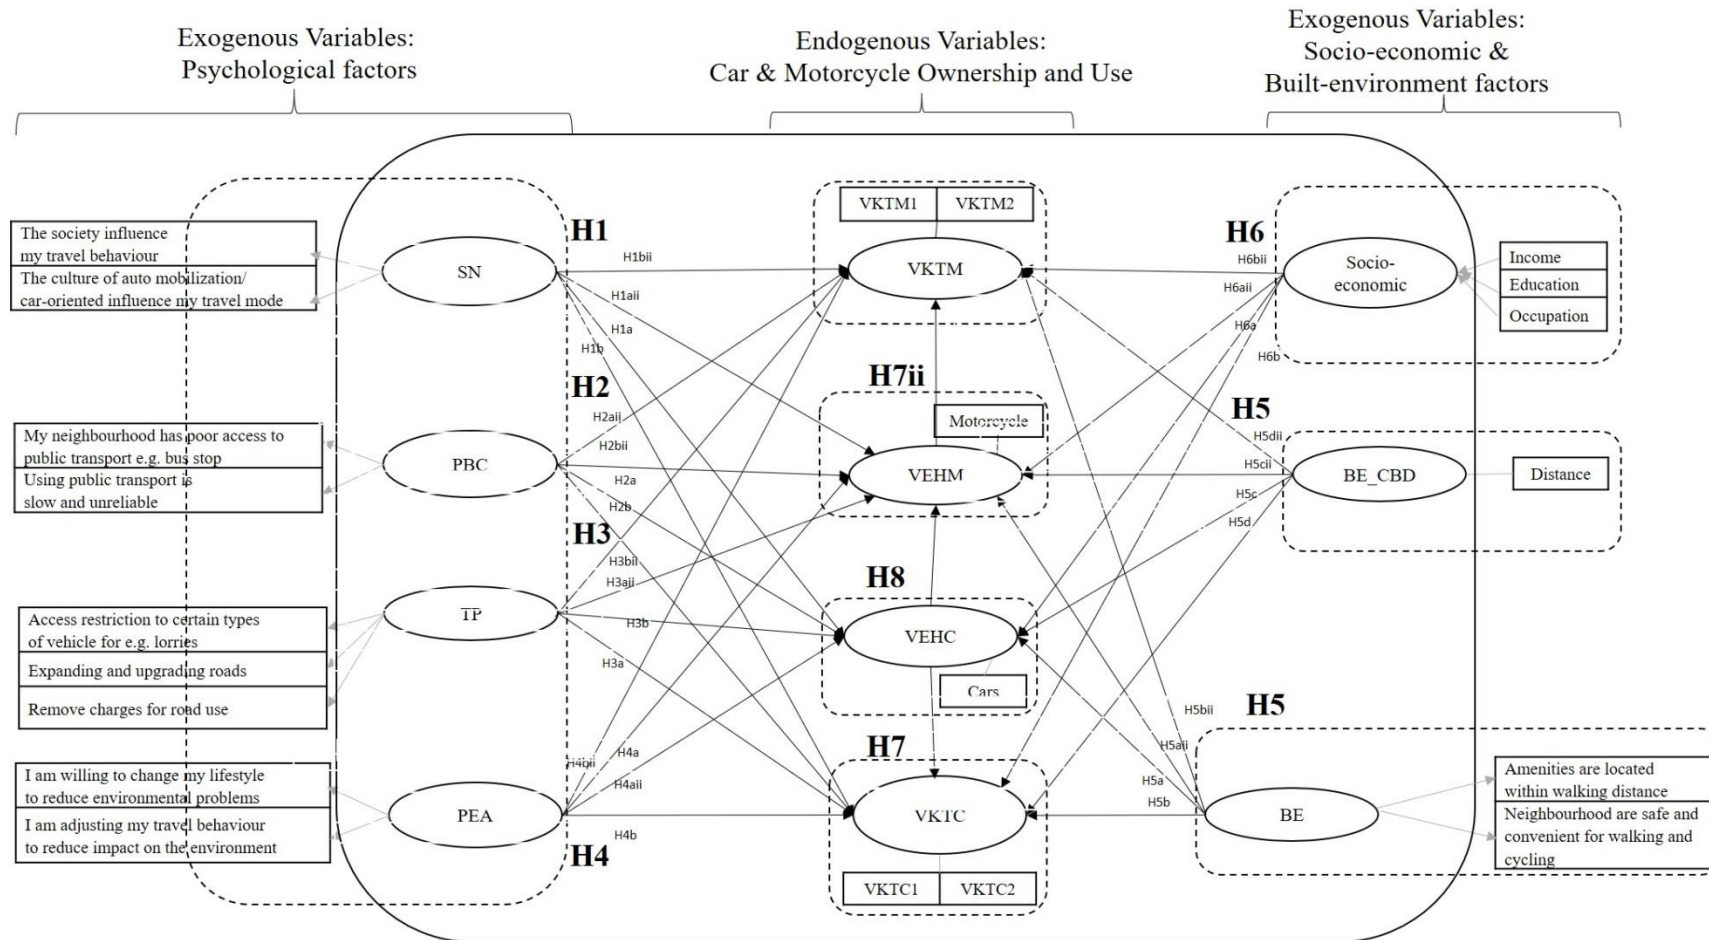 Exogenous Variables:
Psychological factors
Endogenous Variables:
Car & Motorcycle Ownership and Use
Exogenous Variables:
Socio-economic &
Built-environment factors
The society influence
my travel behaviour
The culture of auto mobilization/
car-oriented influence my travel mode
My neighbourhood has poor access to
public transport e.g. bus stop
Using public transport is
slow and unreliable
Access restriction to certain types
of vehicle for e.g. lorries
Expanding and upgrading roads
Remove charges for road use
I am willing to change my lifestyle
to reduce environmental problems
I am adjusting my travel behaviour
to reduce impact on the environment
SN
PBC
TP
PEA
H1
H1bii
H1aii
H1a
H1b
H2
H2aii
H2bii
H2a
H2b
H3
H3bii
H3aii
H3b
H3a
H4a
H4bii
H4aii
H4b
H4
VKTM1 VKTM2
VKTM
H7ii
Motorcycle
VEHM
H8
VEHC
Cars
H7
VKTC
VKTC1 VKTC2
H6
H6bii
H6aii
H6a
H6b
H5
H5dii
H5cii
H5c
H5d
H5
H5bii
H5aii
H5a
H5b
Socio-
economic
Income
Education
Occupation
BE_CBD
Distance
BE
Amenities are located
within walking distance
Neighbourhood are safe and
convenient for walking and
cycling